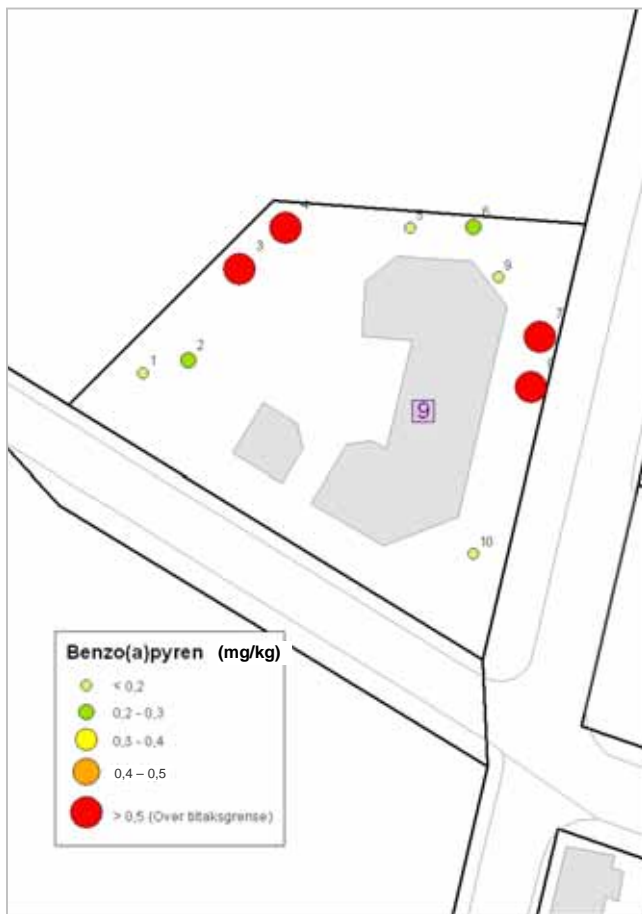 4
5
6
3
9
7
1
2
9
10
Benzo(a)pyren (mg/kg)
< 0,2
0,2 - 0,3
0,3 - 0,4
0,4 – 0,5
> 0,5 (Over tiltaksgrense)